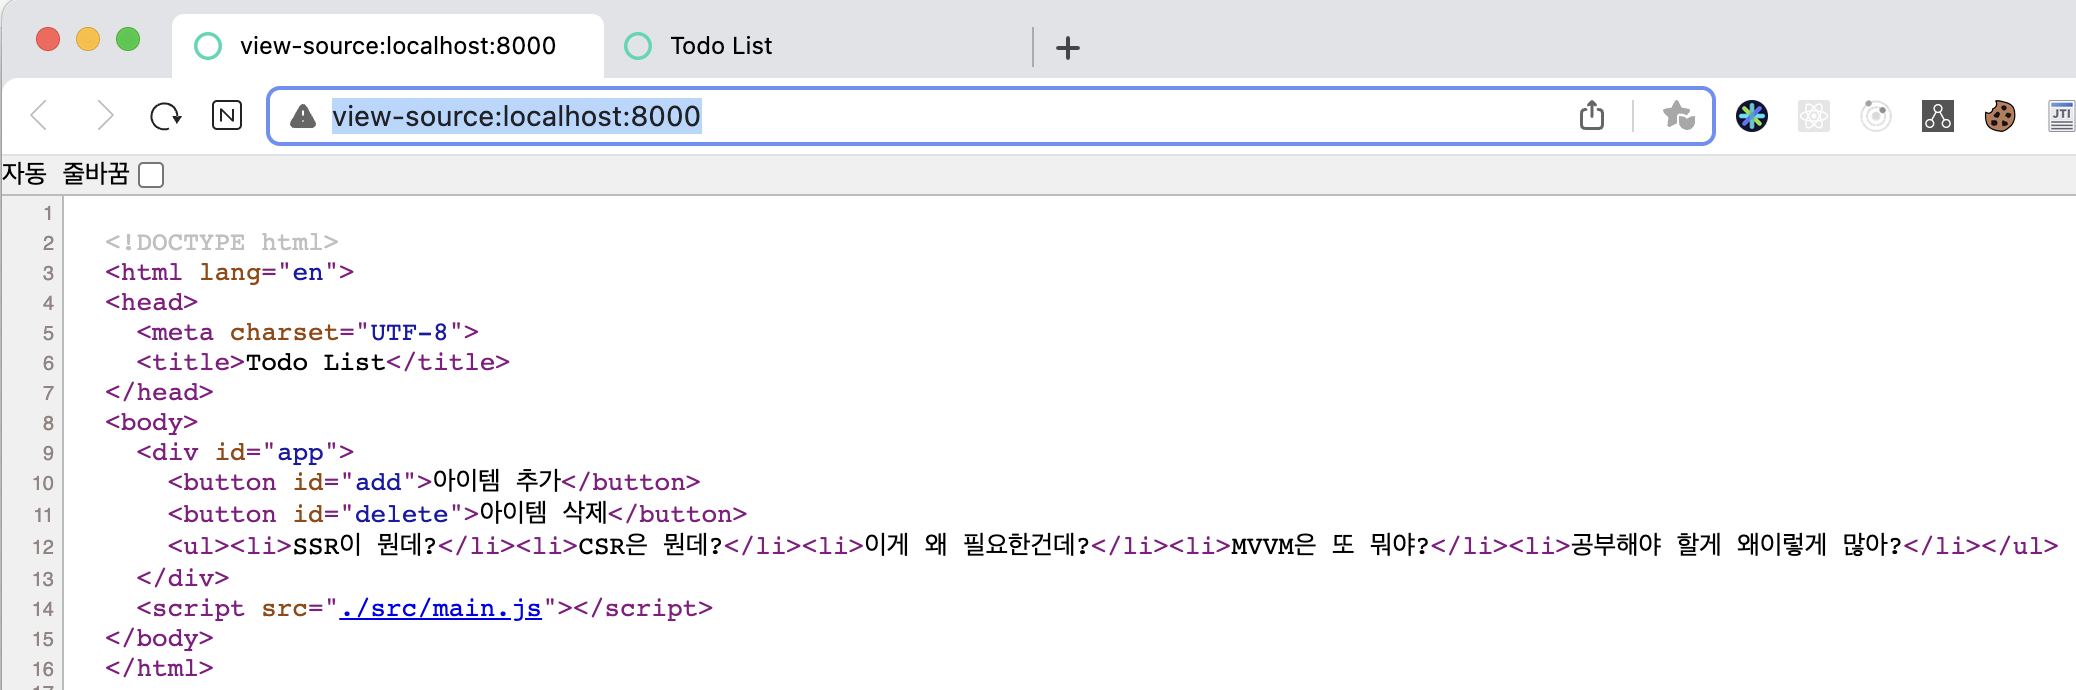 view-source:localhost:8000
Todo List
view-source:localhost:8000
N
JTI
자동 줄바꿈
1
2 <!DOCTYPE html>
3 <html lang="en">
4 <head>
5 <meta charset="UTF-8">
6 <title>Todo List</title>
7 </head>
8 <body>
9 <div id="app">
10 <button id="add">아이템 추가</button>
11 <button id="delete">아이템 삭제</button>
12 <ul><li>SSR이 뭔데?</li><li>CSR은 뭔데?</li><li>이게 왜 필요한건데?</li><li>MVVM은 또 뭐야?</li><li>공부해야 할게 왜이렇게 많아?</li></ul>
13 </div>
14 <script src="./src/main.js"></script>
15 </body>
16 </html>
17